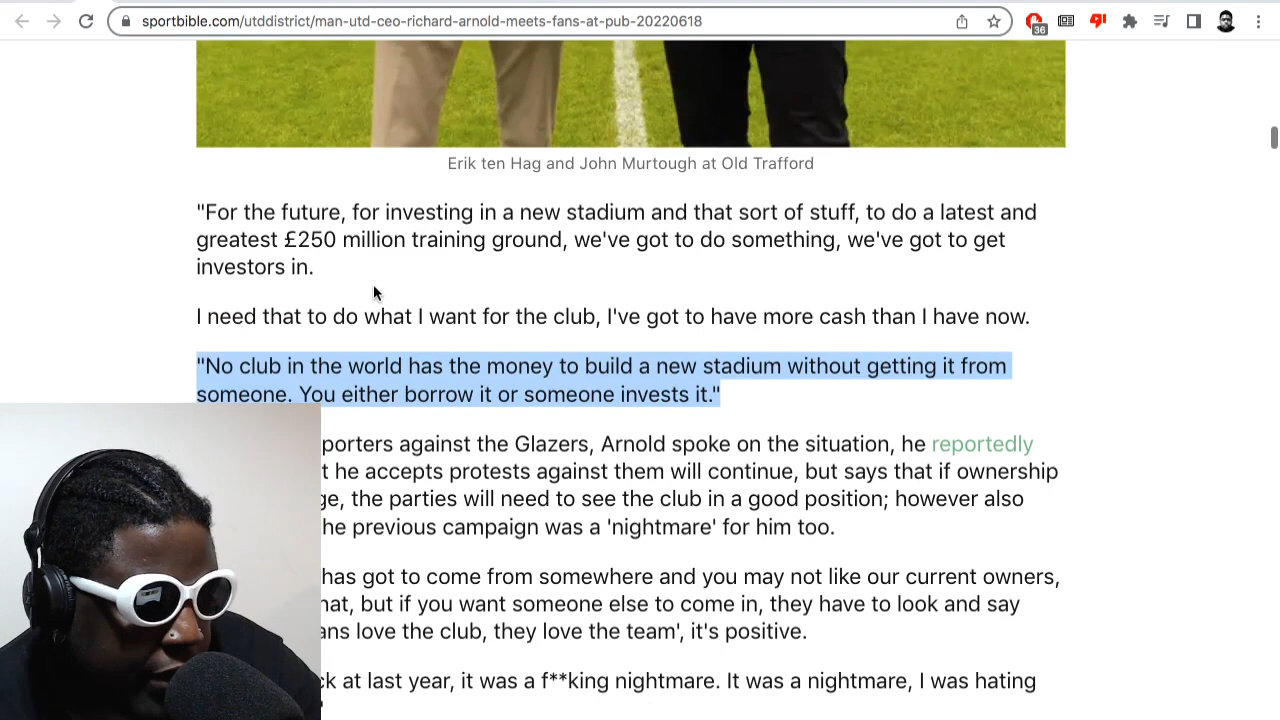 sportbible.com/utddistrict/man-utd-ceo-richard-arnold-meets-fans-at-pub-20220618
36
Erik ten Hag and John Murtough at Old Trafford
"For the future, for investing in a new stadium and that sort of stuff, to do a latest and
greatest £250 million training ground, we've got to do something, we've got to get
investors in.
I need that to do what I want for the club, I've got to have more cash than I have now.
"No club in the world has the money to build a new stadium without getting it from
someone. You either borrow it or someone invests it."
porters against the Glazers, Arnold spoke on the situation, he reportedly
t he accepts protests against them will continue, but says that if ownership
ge, the parties will need to see the club in a good position; however also
he previous campaign was a 'nightmare' for him too.
has got to come from somewhere and you may not like our current owners,
hat, but if you want someone else to come in, they have to look and say
ans love the club, they love the team', it's positive.
ck at last year, it was a f**king nightmare. It was a nightmare, I was hating